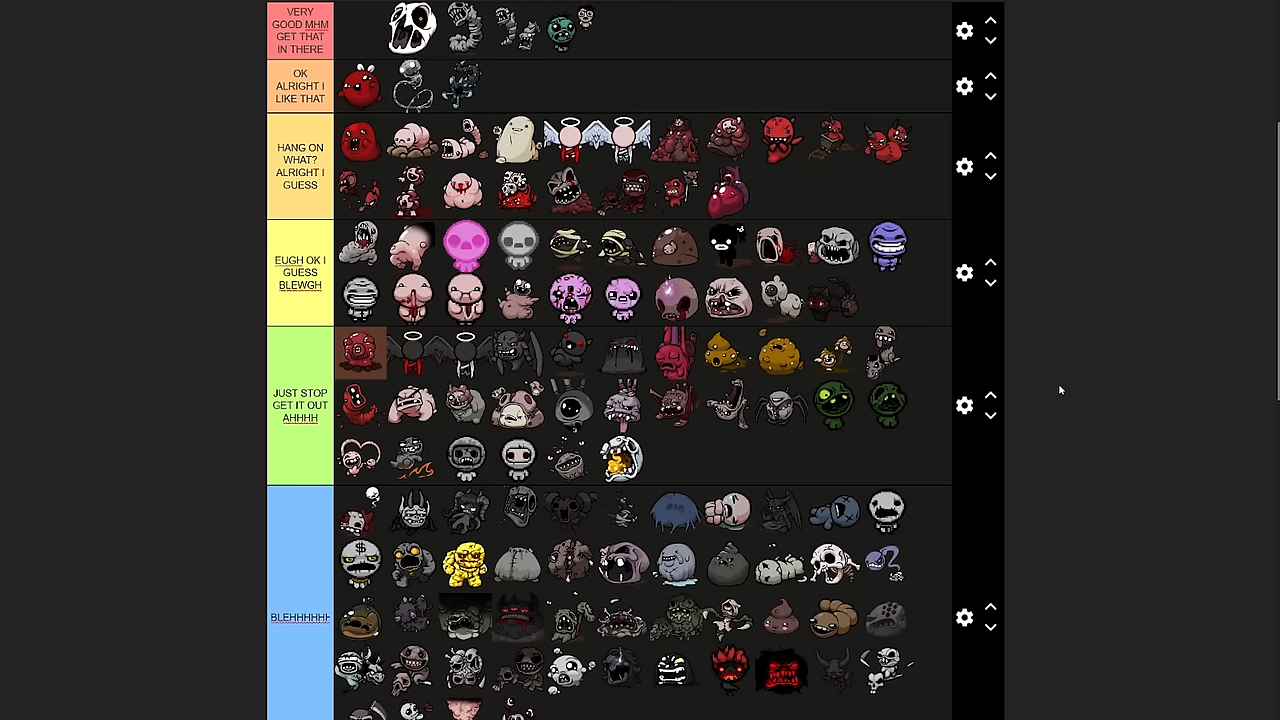 VERY
GOOD MHM
GET THAT
IN THERE
OK
ALRIGHT I
LIKE THAT
HANG ON
WHAT?
ALRIGHT I
GUESS
EUGH OK I
GUESS
BLEWGH
JUST STOP
GET IT OUT
AHHHH
BLEHHHHHH